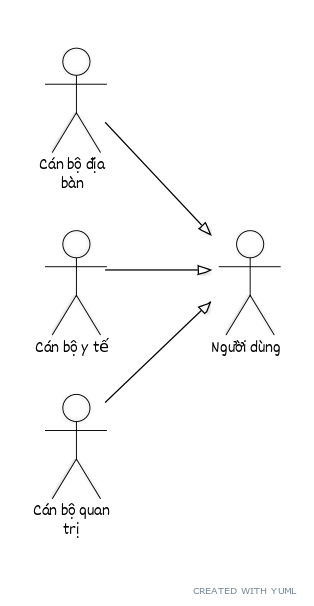 Cán bộ địa
bàn
Cán bộ y tế
Người dùng
Cán bộ quan
trị
CREATED WITH YUML